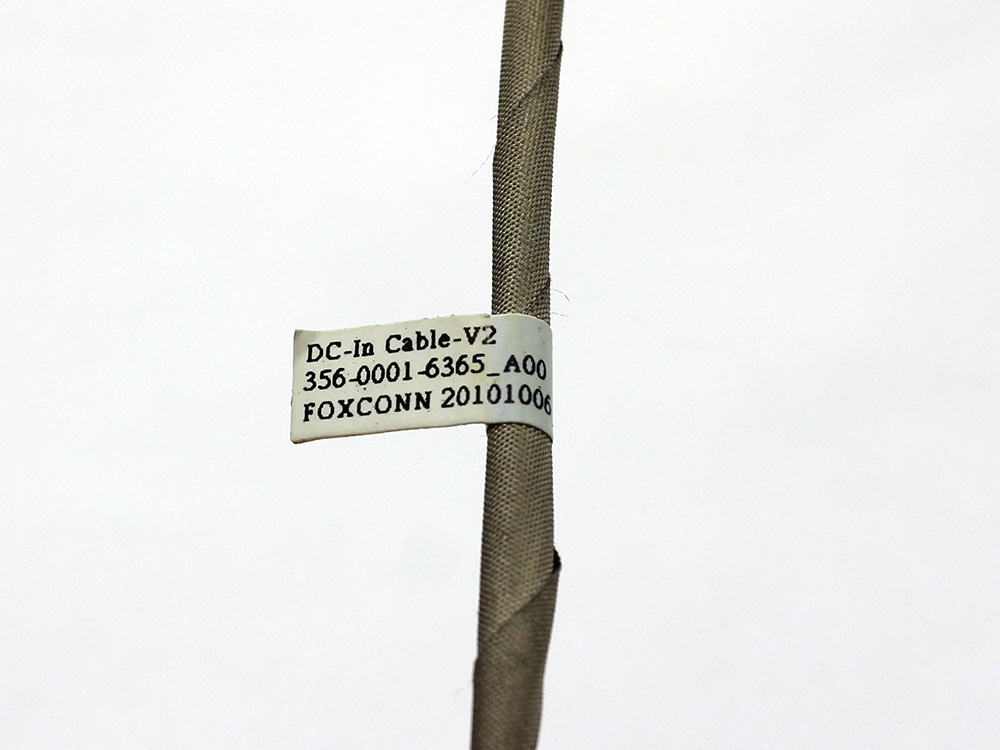 DC-In Cable-V2
356-0001-6365_A00
FOXCONN 20101006